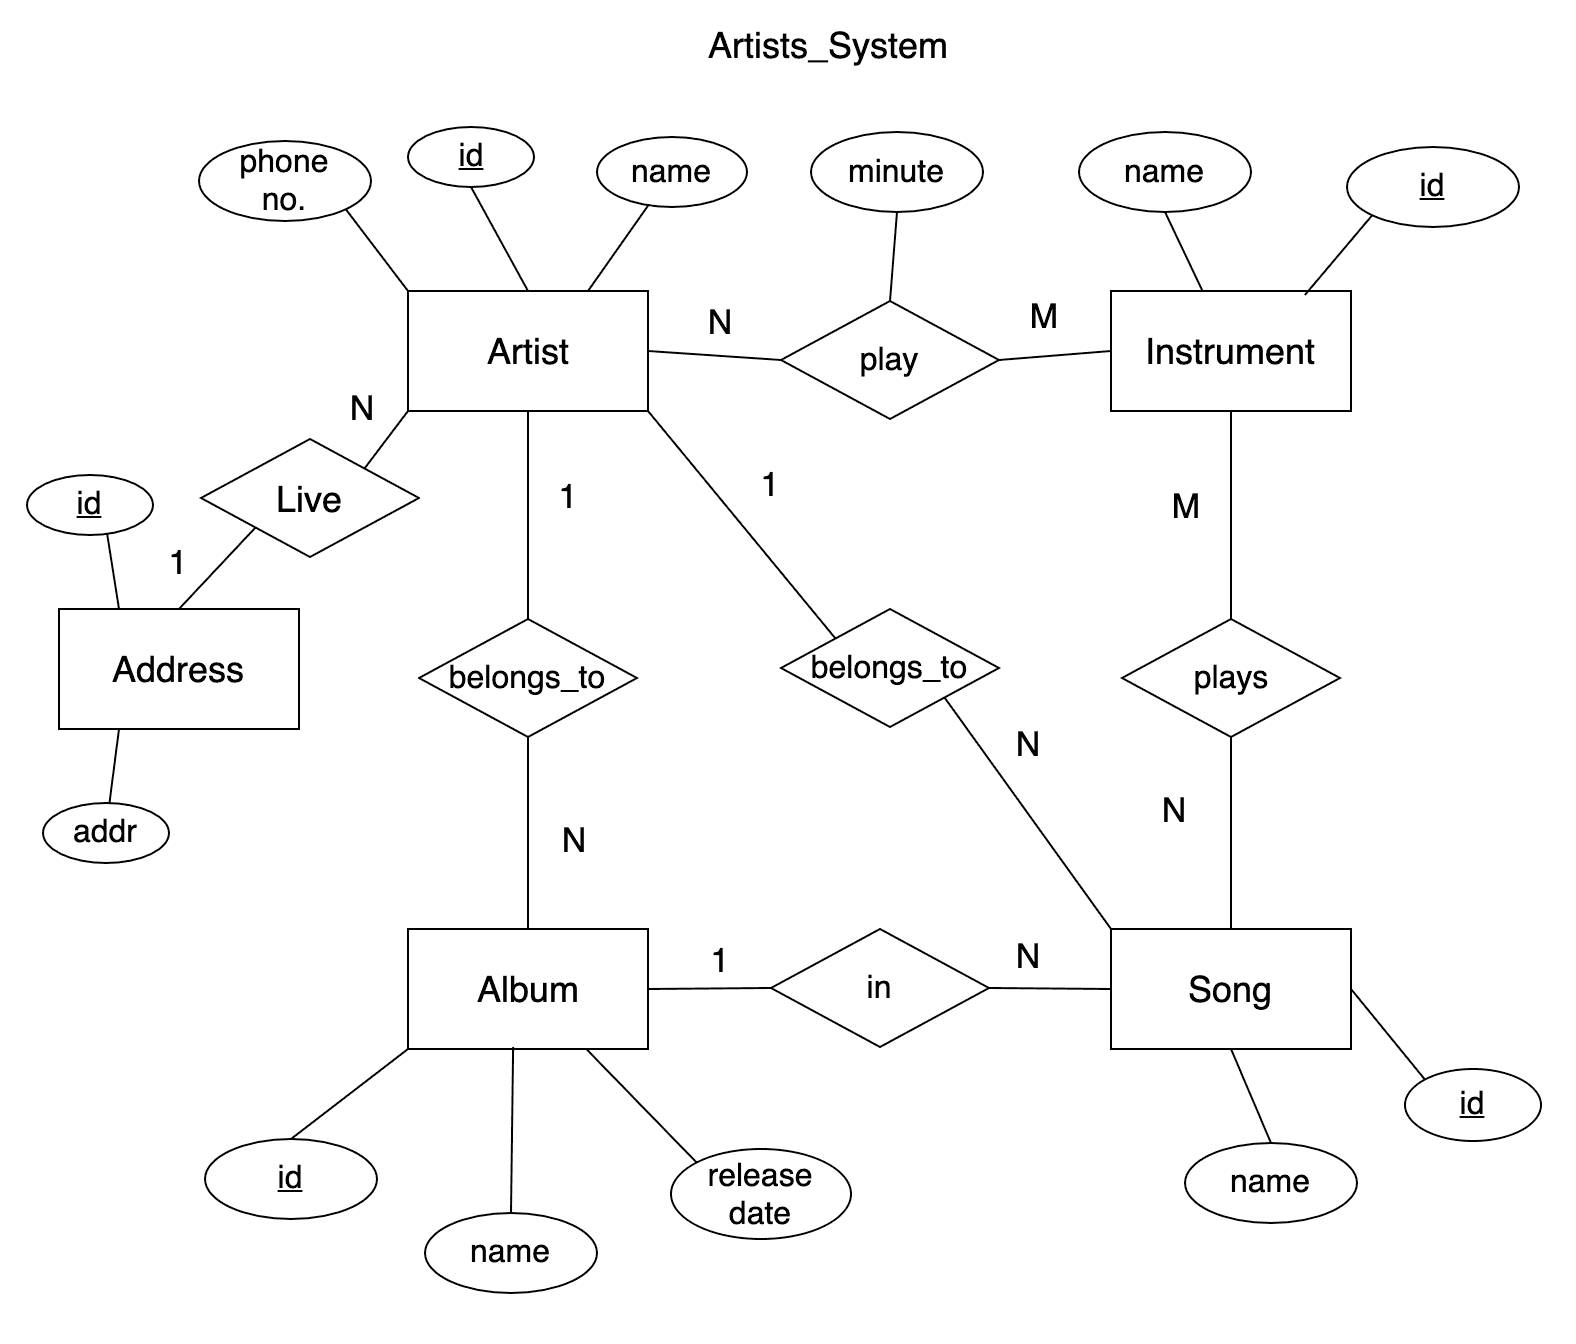 Artists_System
phone
no.
id
name
minute
name
id
Artist
N
play
M
Instrument
N
Live
1
1
M
id
1
Address
belongs_to
belongs_to
plays
N
N
addr
N
Album
1
in
N
Song
id
id
name
release
date
name